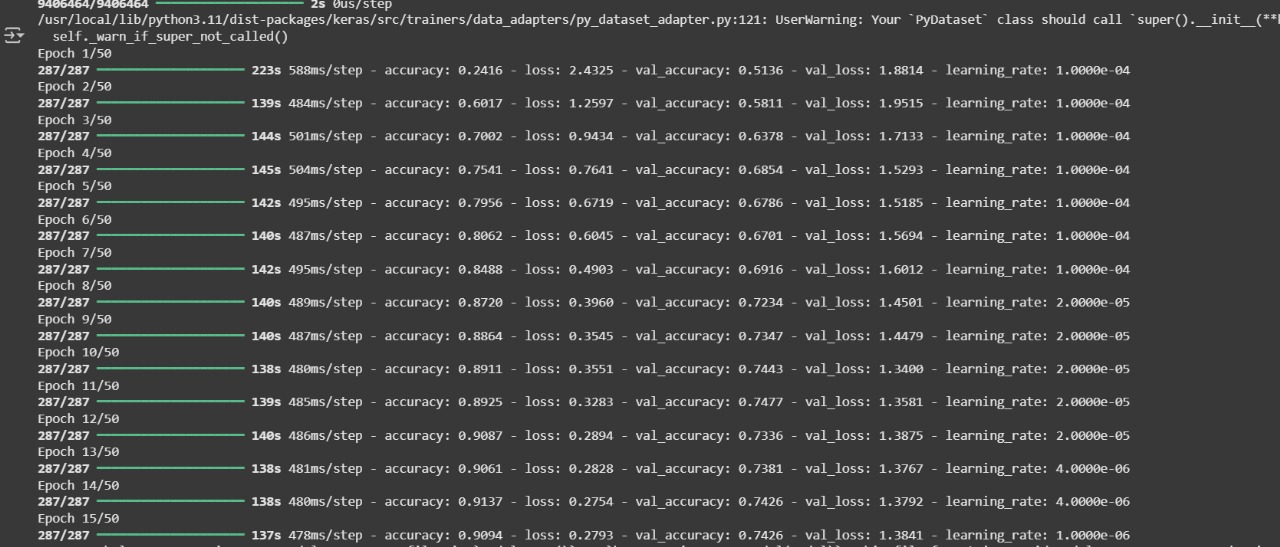 9406464/9406464 ━━━━━━━━━━━━━━━━━━━━ 2s 0us/step
/usr/local/lib/python3.11/dist-packages/keras/src/trainers/data_adapters/py_dataset_adapter.py:121: UserWarning: Your `PyDataset` class should call `super().__init__(**
self._warn_if_super_not_called()
Epoch 1/50
287/287 ━━━━━━━━━━━━━━━━━━━━ 223s 588ms/step - accuracy: 0.2416 - loss: 2.4325 - val_accuracy: 0.5136 - val_loss: 1.8814 - learning_rate: 1.0000e-04
Epoch 2/50
287/287 ━━━━━━━━━━━━━━━━━━━━ 139s 484ms/step - accuracy: 0.6017 - loss: 1.2597 - val_accuracy: 0.5811 - val_loss: 1.9515 - learning_rate: 1.0000e-04
Epoch 3/50
287/287 ━━━━━━━━━━━━━━━━━━━━ 144s 501ms/step - accuracy: 0.7002 - loss: 0.9434 - val_accuracy: 0.6378 - val_loss: 1.7133 - learning_rate: 1.0000e-04
Epoch 4/50
287/287 ━━━━━━━━━━━━━━━━━━━━ 145s 504ms/step - accuracy: 0.7541 - loss: 0.7641 - val_accuracy: 0.6854 - val_loss: 1.5293 - learning_rate: 1.0000e-04
Epoch 5/50
287/287 ━━━━━━━━━━━━━━━━━━━━ 142s 495ms/step - accuracy: 0.7956 - loss: 0.6719 - val_accuracy: 0.6786 - val_loss: 1.5185 - learning_rate: 1.0000e-04
Epoch 6/50
287/287 ━━━━━━━━━━━━━━━━━━━━ 140s 487ms/step - accuracy: 0.8062 - loss: 0.6045 - val_accuracy: 0.6701 - val_loss: 1.5694 - learning_rate: 1.0000e-04
Epoch 7/50
287/287 ━━━━━━━━━━━━━━━━━━━━ 142s 495ms/step - accuracy: 0.8488 - loss: 0.4903 - val_accuracy: 0.6916 - val_loss: 1.6012 - learning_rate: 1.0000e-04
Epoch 8/50
287/287 ━━━━━━━━━━━━━━━━━━━━ 140s 489ms/step - accuracy: 0.8720 - loss: 0.3960 - val_accuracy: 0.7234 - val_loss: 1.4501 - learning_rate: 2.0000e-05
Epoch 9/50
287/287 ━━━━━━━━━━━━━━━━━━━━ 140s 487ms/step - accuracy: 0.8864 - loss: 0.3545 - val_accuracy: 0.7347 - val_loss: 1.4479 - learning_rate: 2.0000e-05
Epoch 10/50
287/287 ━━━━━━━━━━━━━━━━━━━━ 138s 480ms/step - accuracy: 0.8911 - loss: 0.3551 - val_accuracy: 0.7443 - val_loss: 1.3400 - learning_rate: 2.0000e-05
Epoch 11/50
287/287 ━━━━━━━━━━━━━━━━━━━━ 139s 485ms/step - accuracy: 0.8925 - loss: 0.3283 - val_accuracy: 0.7477 - val_loss: 1.3581 - learning_rate: 2.0000e-05
Epoch 12/50
287/287 ━━━━━━━━━━━━━━━━━━━━ 140s 486ms/step - accuracy: 0.9087 - loss: 0.2894 - val_accuracy: 0.7336 - val_loss: 1.3875 - learning_rate: 2.0000e-05
Epoch 13/50
287/287 ━━━━━━━━━━━━━━━━━━━━ 138s 481ms/step - accuracy: 0.9061 - loss: 0.2828 - val_accuracy: 0.7381 - val_loss: 1.3767 - learning_rate: 4.0000e-06
Epoch 14/50
287/287 ━━━━━━━━━━━━━━━━━━━━ 138s 480ms/step - accuracy: 0.9137 - loss: 0.2754 - val_accuracy: 0.7426 - val_loss: 1.3792 - learning_rate: 4.0000e-06
Epoch 15/50
287/287 ━━━━━━━━━━━━━━━━━━━━ 137s 478ms/step - accuracy: 0.9094 - loss: 0.2793 - val_accuracy: 0.7426 - val_loss: 1.3841 - learning_rate: 1.0000e-06